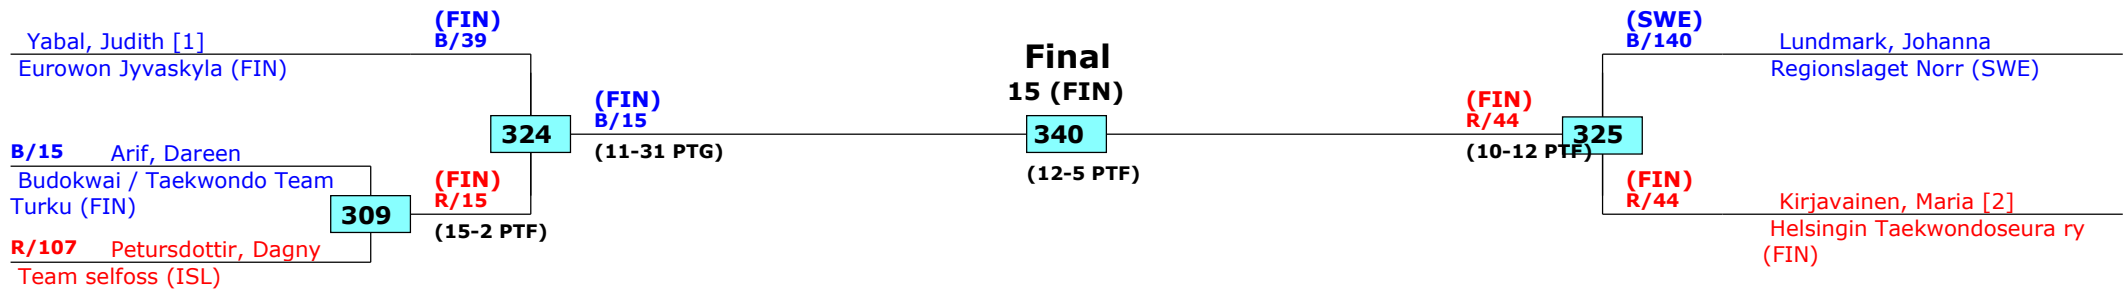 (FIN)
B/39
Yabal, Judith [1]
Eurowon Jyvaskyla (FIN)
B/15 Arif, Dareen
Budokwai / Taekwondo Team
Turku (FIN)
R/107 Petursdottir, Dagny
Team selfoss (ISL)
309
(FIN)
R/15
(15-2 PTF)
324
(FIN)
B/15
(11-31 PTG)
Final
15 (FIN)
340
(12-5 PTF)
(FIN)
R/44
(10-12 PTF)
325
(SWE)
B/140
Lundmark, Johanna
Regionslaget Norr (SWE)
(FIN)
R/44
Kirjavainen, Maria [2]
Helsingin Taekwondoseura ry
(FIN)